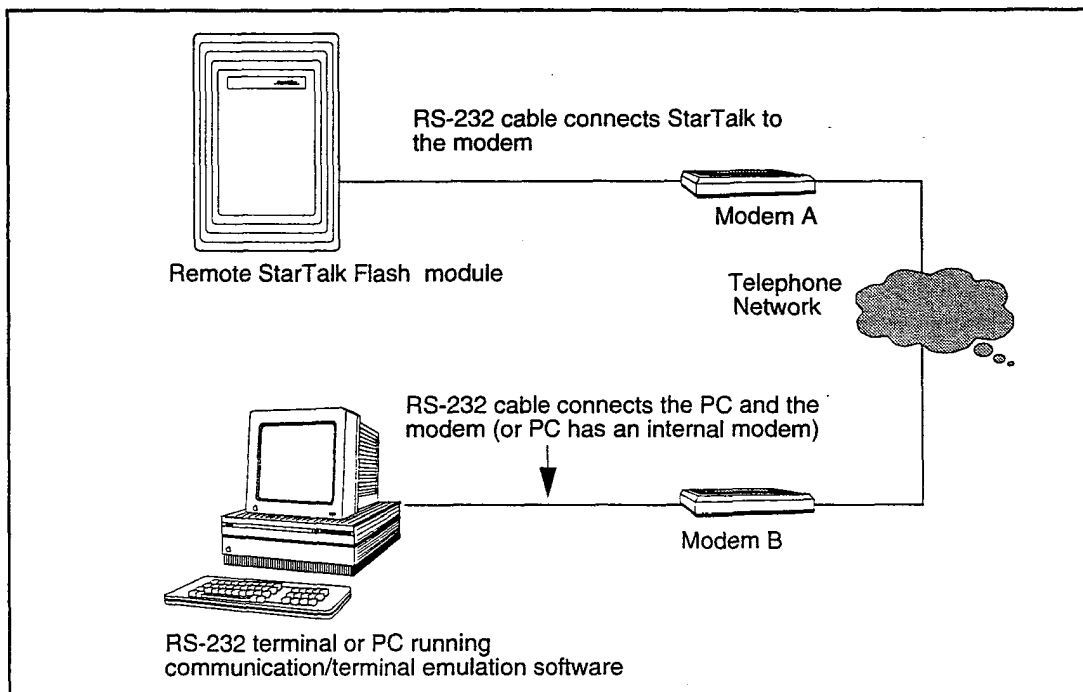 RS-232 cable connects StarTalk to
the modem
Modem A
Remote StarTalk Flash module
Telephone
Network
RS-232 cable connects the PC and the
modem (or PC has an internal modem)
Modem B
RS-232 terminal or PC running
communication/terminal emulation software